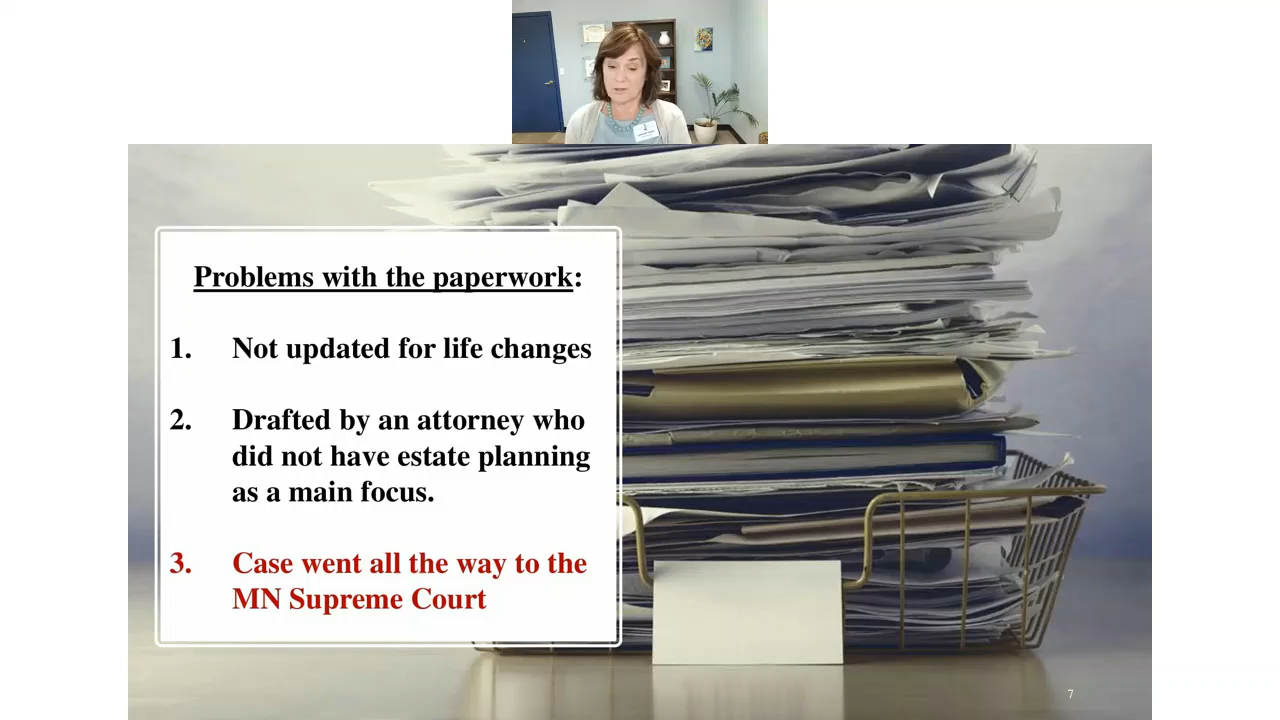 Problems with the paperwork:
1. Not updated for life changes
2. Drafted by an attorney who
did not have estate planning
as a main focus.
3. Case went all the way to the
MN Supreme Court
7